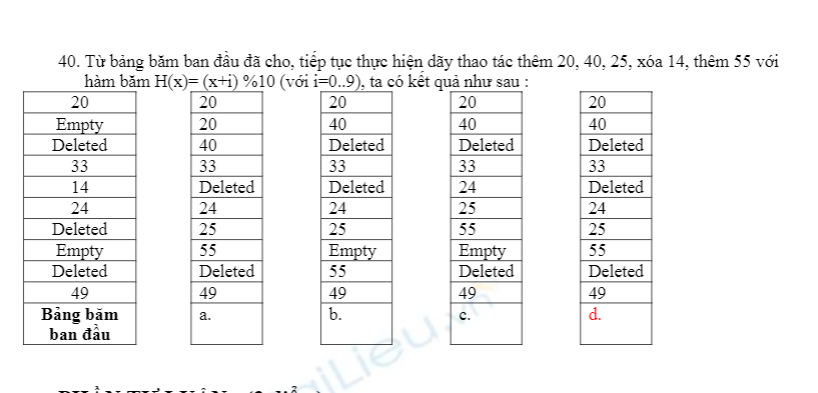 40. Từ bảng băm ban đầu đã cho, tiếp tục thực hiện dãy thao tác thêm 20, 40, 25, xóa 14, thêm 55 với
hàm băm H(x)= (x+i) %10 (với i=0..9), ta có kết quả như sau :
20 20 20 20 20
Empty 20 40 40 40
Deleted 40 Deleted Deleted Deleted
33 33 33 33 33
14 Deleted Deleted 24 Deleted
24 24 24 25 24
Deleted 25 25 55 25
Empty 55 Empty Empty 55
Deleted Deleted 55 Deleted Deleted
49 49 49 49 49
Bảng băm a. b. c. d.
ban đầu